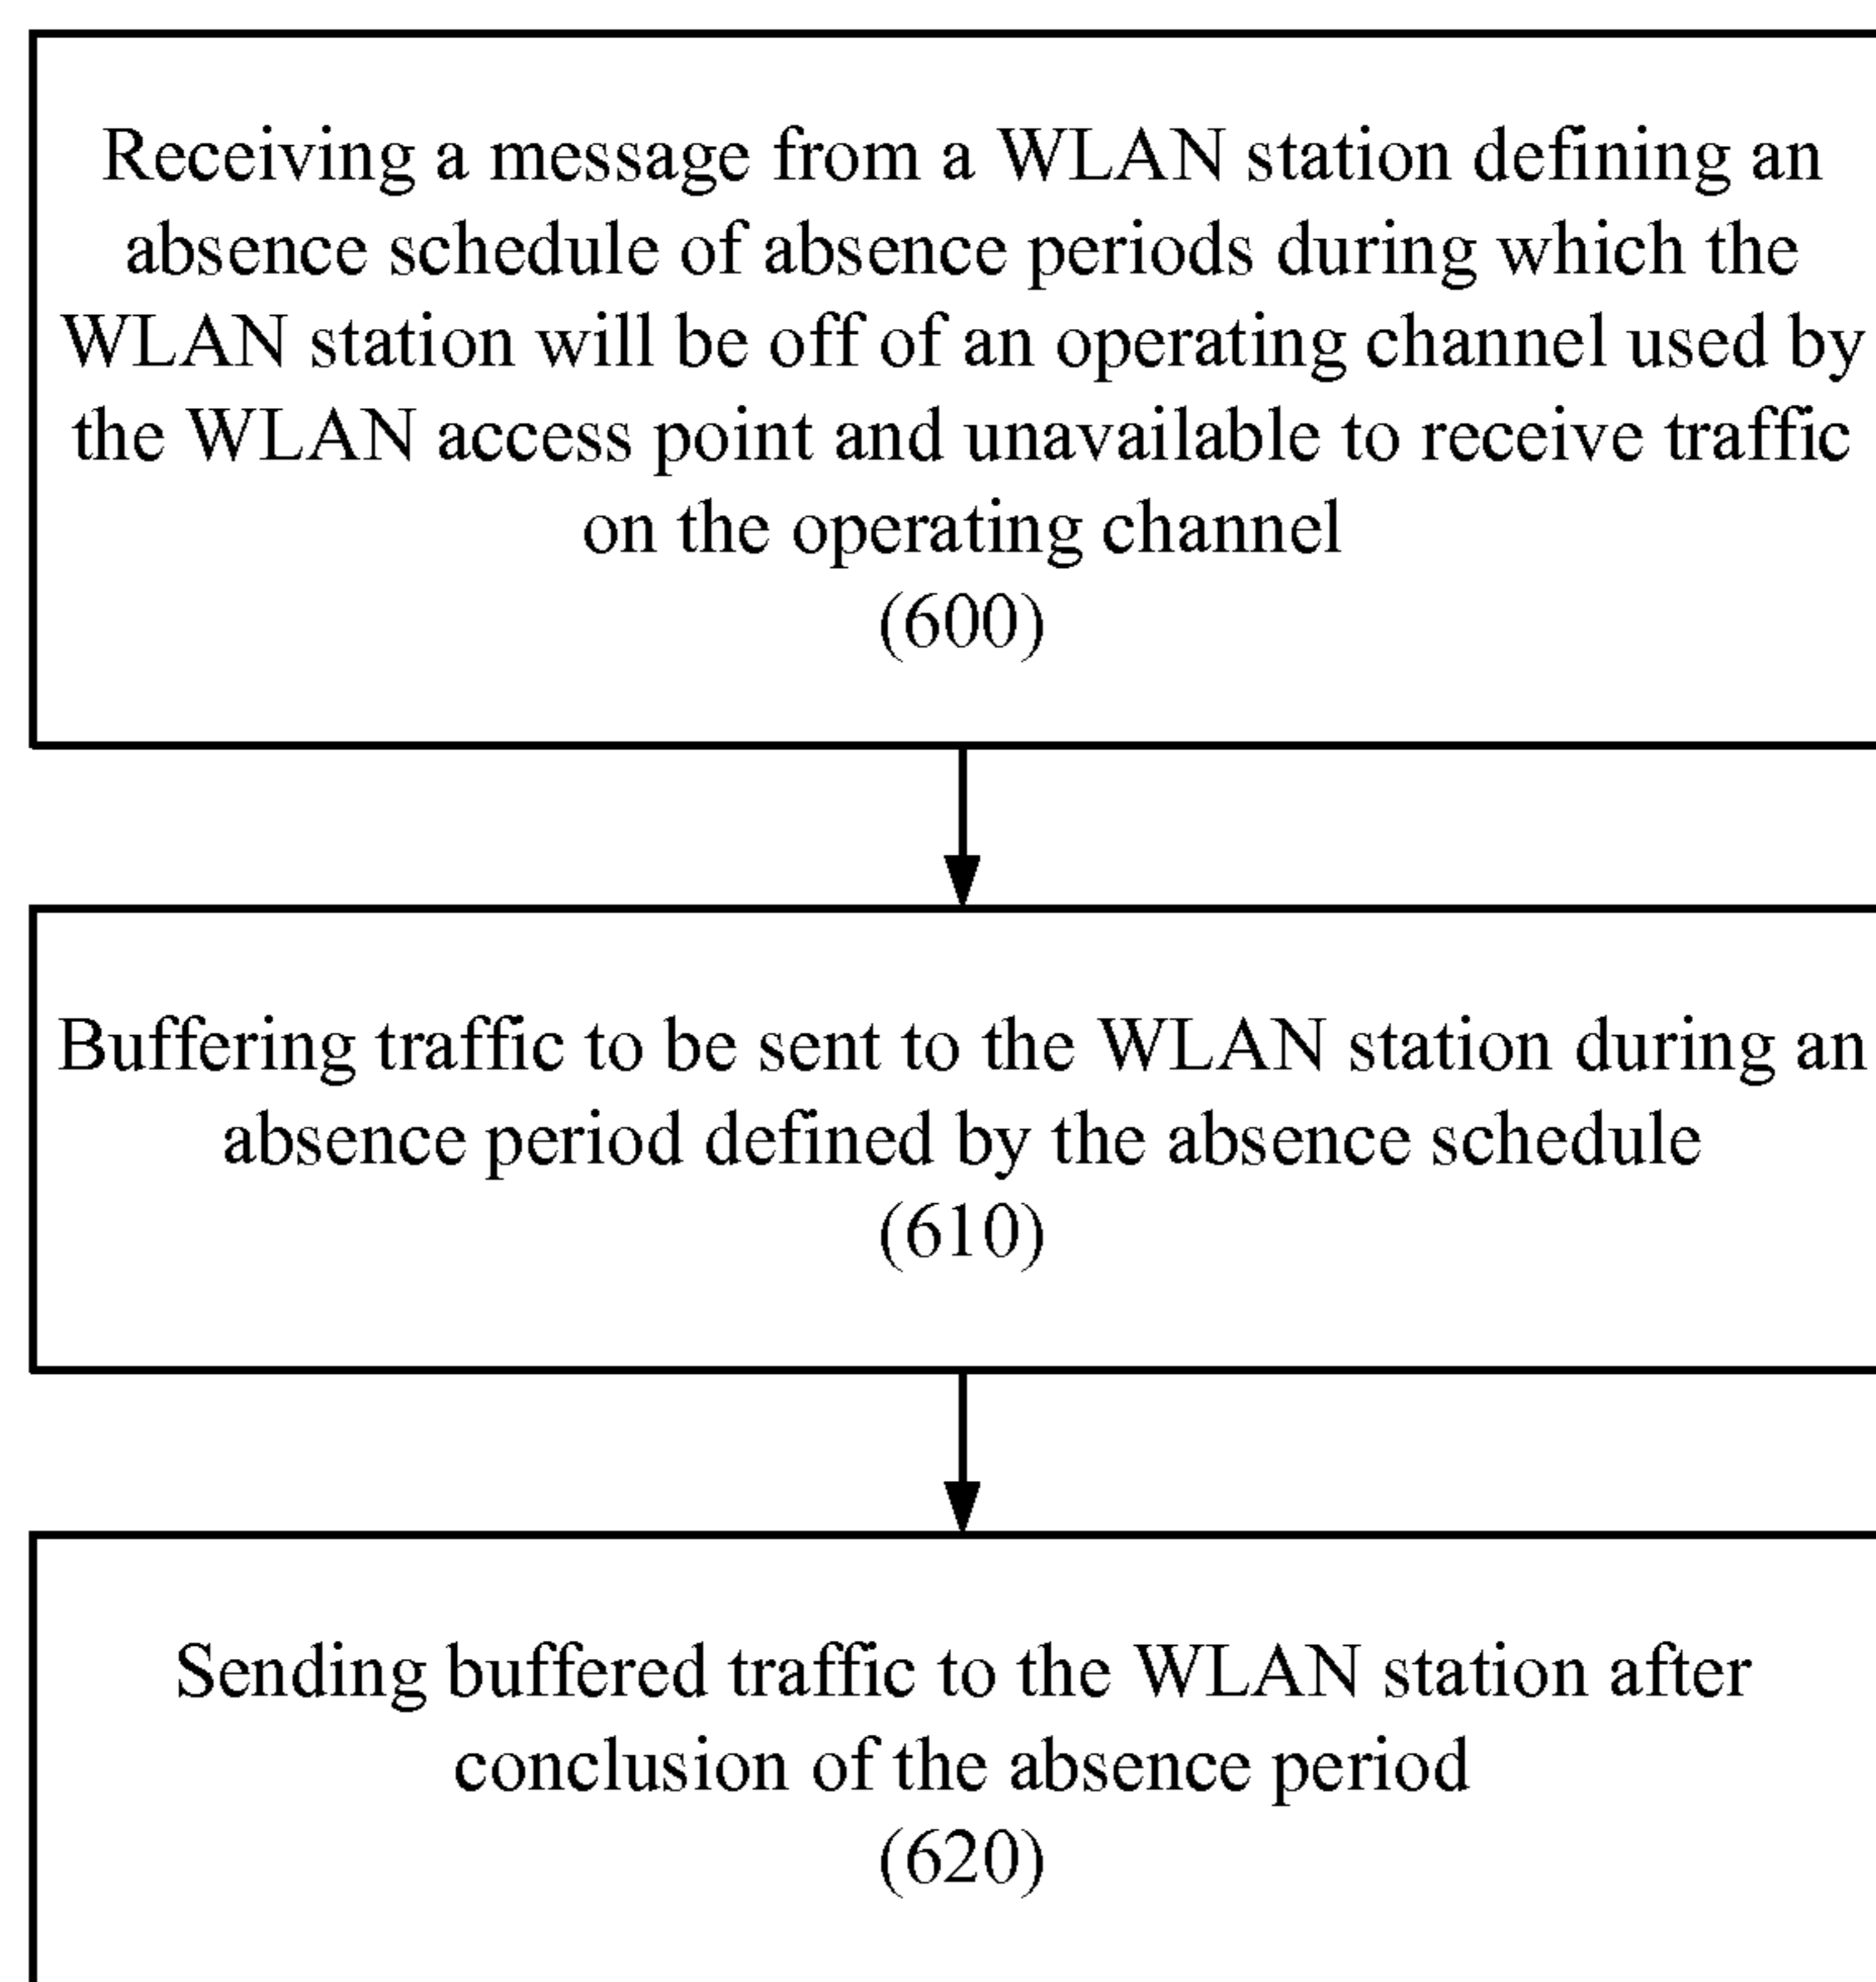 Receiving a message from a WLAN station defining an
absence schedule of absence periods during which the
WLAN station will be off of an operating channel used by
the WLAN access point and unavailable to receive traffic
on the operating channel
(600)
Buffering traffic to be sent to the WLAN station during an
absence period defined by the absence schedule
(610)
Sending buffered traffic to the WLAN station after
conclusion of the absence period
(620)